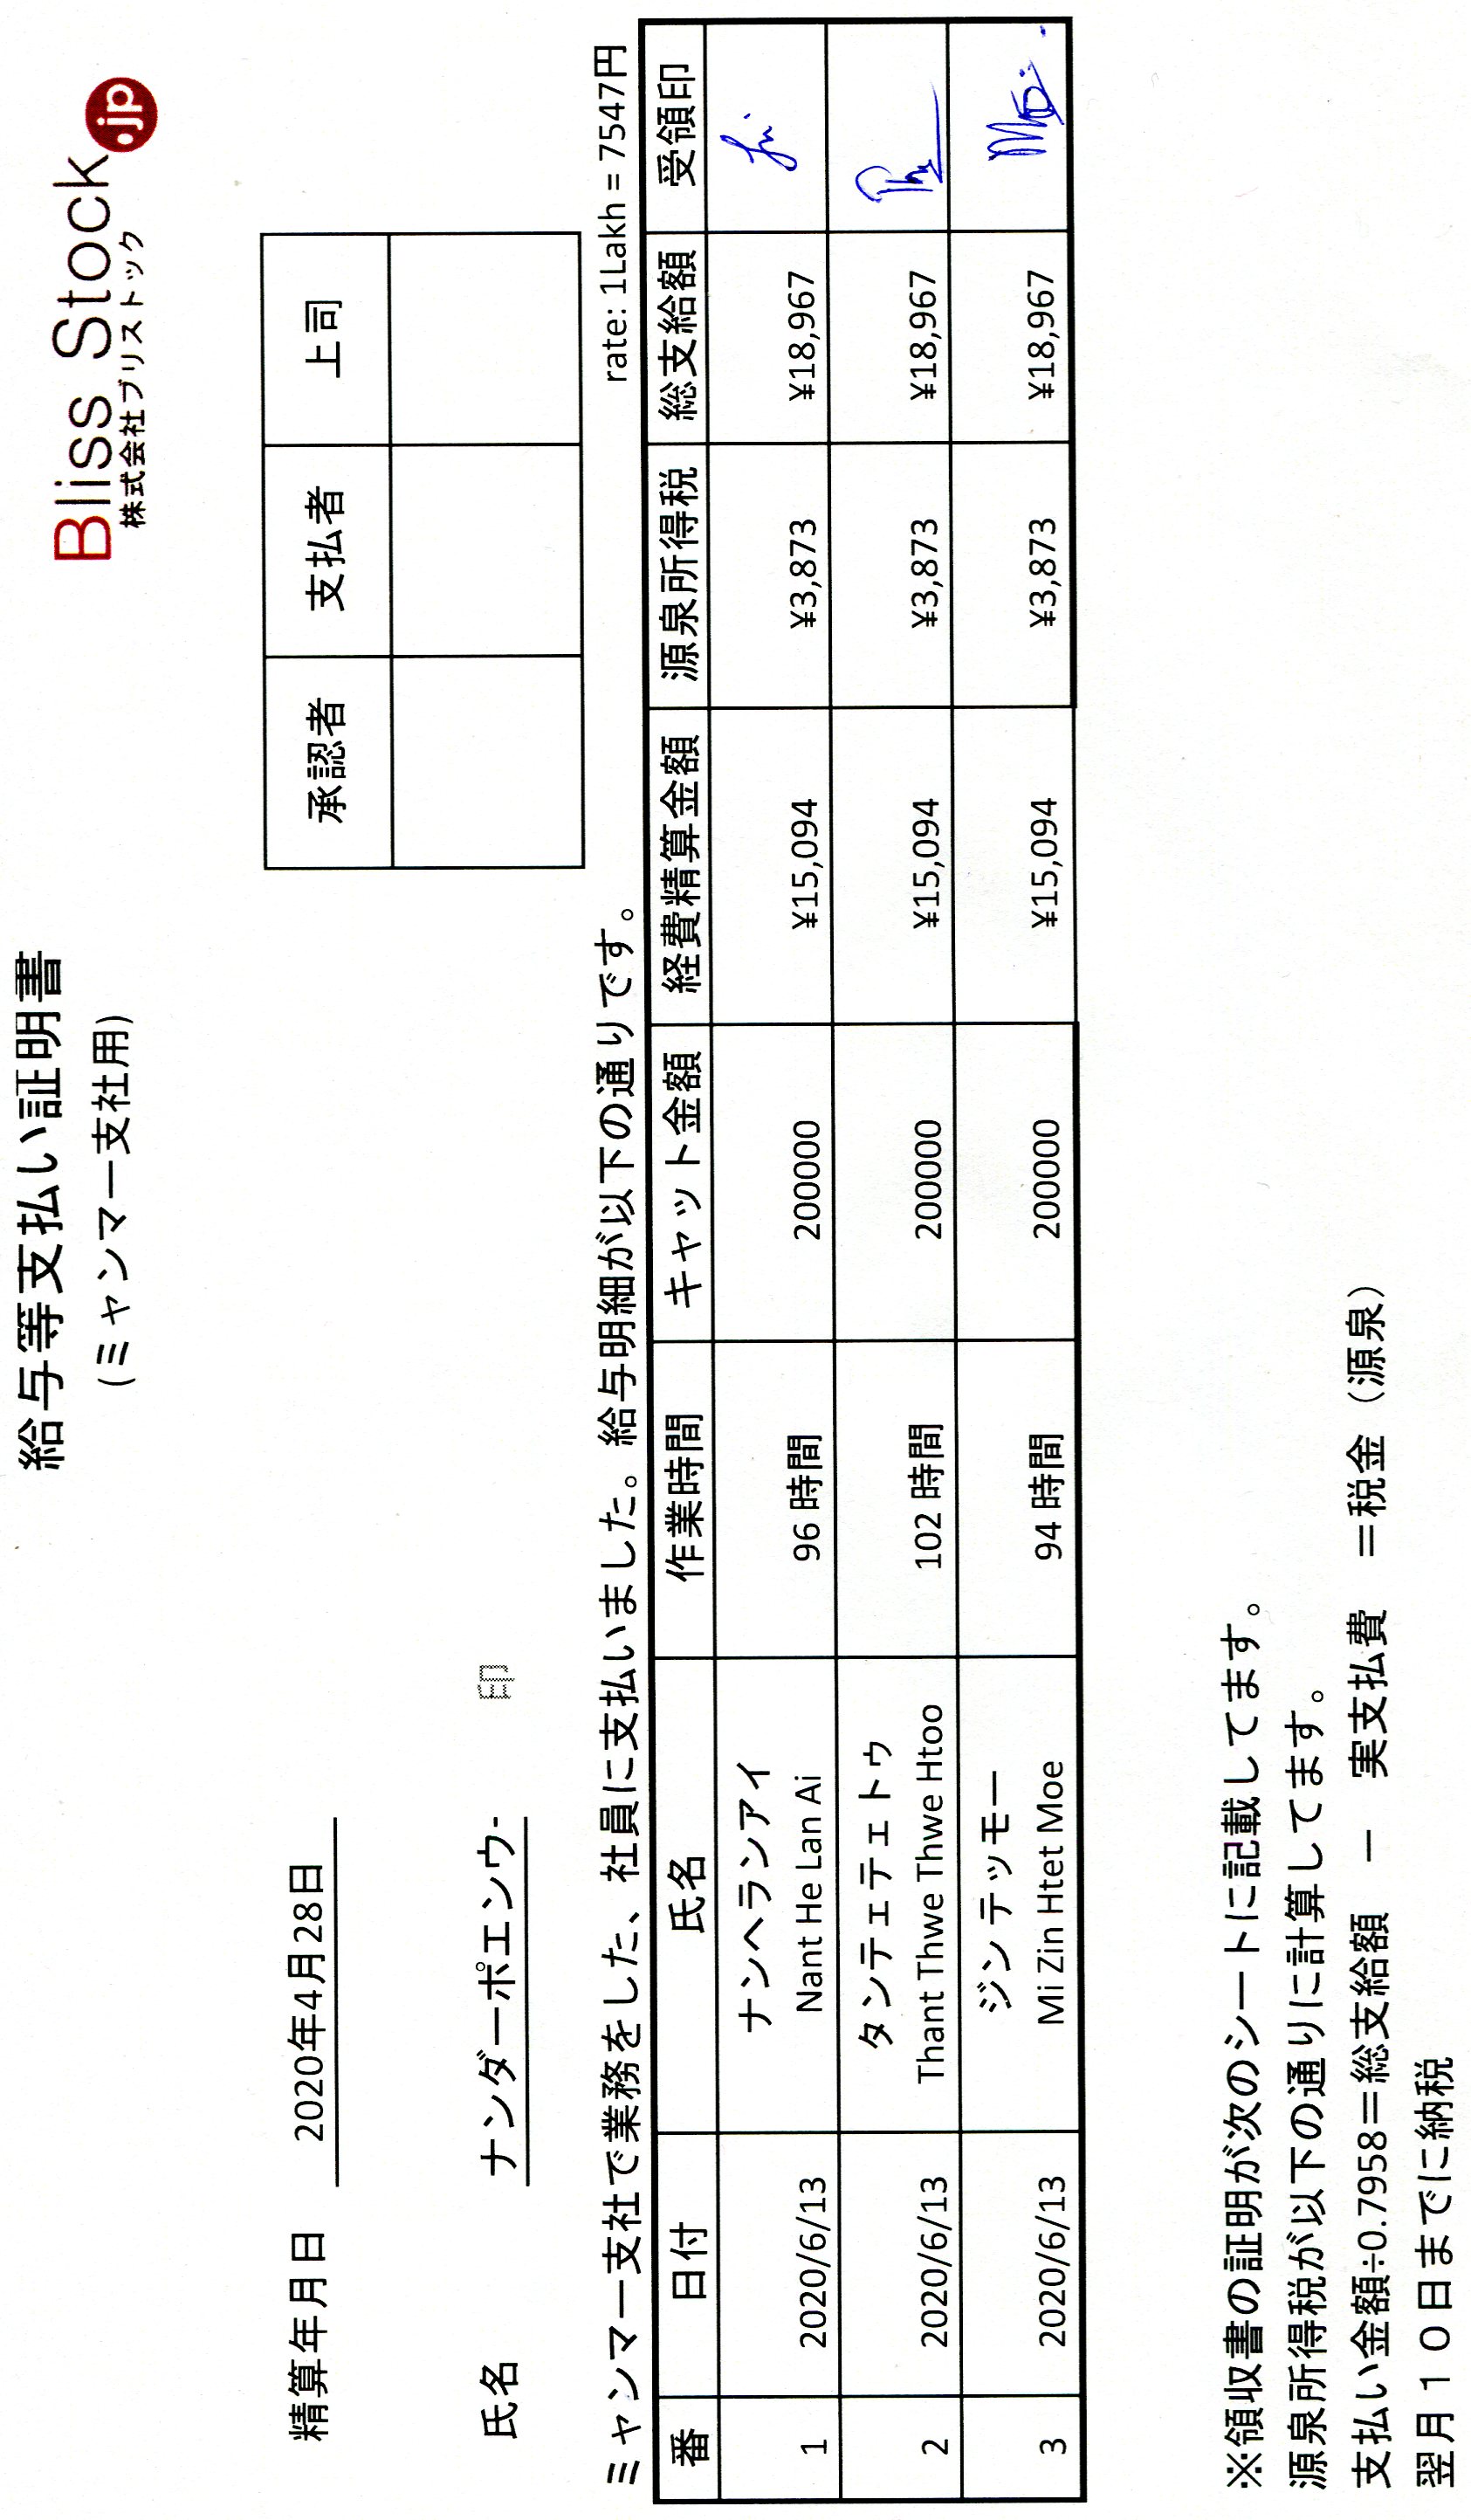 給与等支払い証明書
(ミャンマー支社用)
Bliss Stock.jp
株式会社ブリストック
精算年月日 2020年4月28日
承認者 支払者 上司
氏名 ナンダーポエンウ- 印
ミャンマー支社で業務をした、社員に支払いました。給与明細が以下の通りです。 rate: 1Lakh = 7547円
番 日付 氏名 作業時間 キャット金額 経費精算金額 源泉所得税 総支給額 受領印
ナンヘランアイ
1 2020/6/13 Nant He Lan Ai 96 時間 200000 ¥15,094 ¥3,873 ¥18,967
タンテェテェトゥ
2 2020/6/13 Thant Thwe Thwe Htoo 102 時間 200000 ¥15,094 ¥3,873 ¥18,967
ジン テッモー
3 2020/6/13 Mi Zin Htet Moe 94 時間 200000 ¥15,094 ¥3,873 ¥18,967
※領収書の証明が次のシートに記載してます。
源泉所得税が以下の通りに計算してます。
支払い金額÷0.7958＝総支給額　－　実支払費　＝税金（源泉）
翌月１０日までに納税